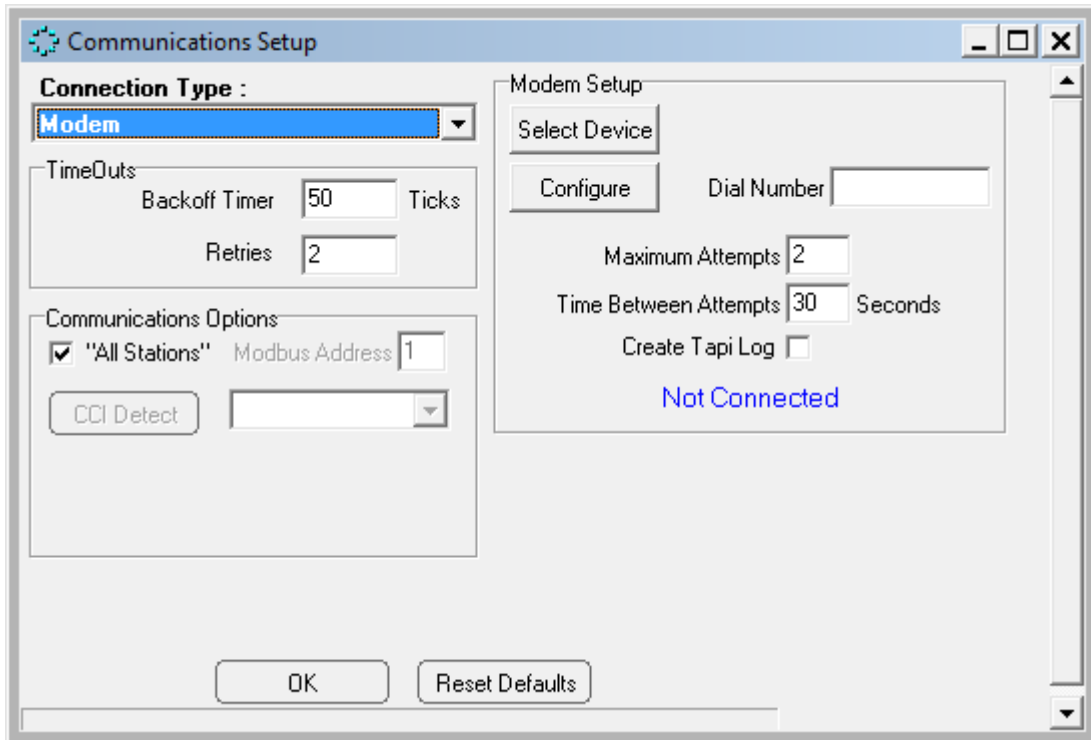 Communications Setup
Connection Type :
Modem
TimeOuts
Backoff Timer 50 Ticks
Retries 2
Communications Options
"All Stations" Modbus Address 1
CCI Detect
Modem Setup
Select Device
Configure Dial Number
Maximum Attempts 2
Time Between Attempts 30 Seconds
Create Tapi Log
Not Connected
OK Reset Defaults